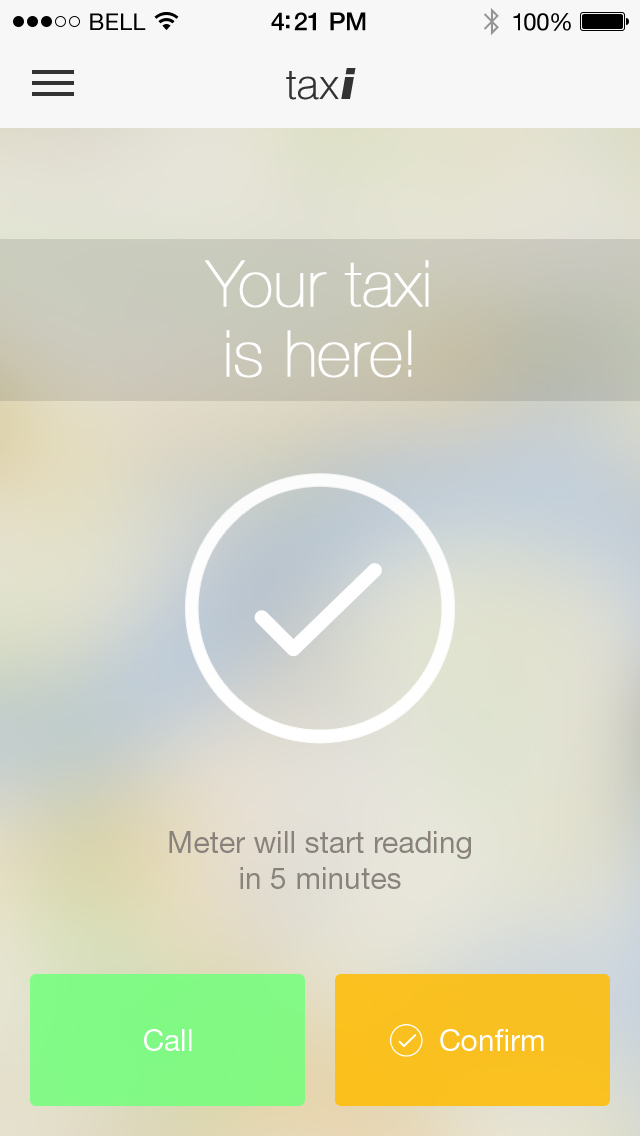 BELL 4:21 PM 100%
taxi
Your taxi
is here!
Meter will start reading
in 5 minutes
Call Confirm